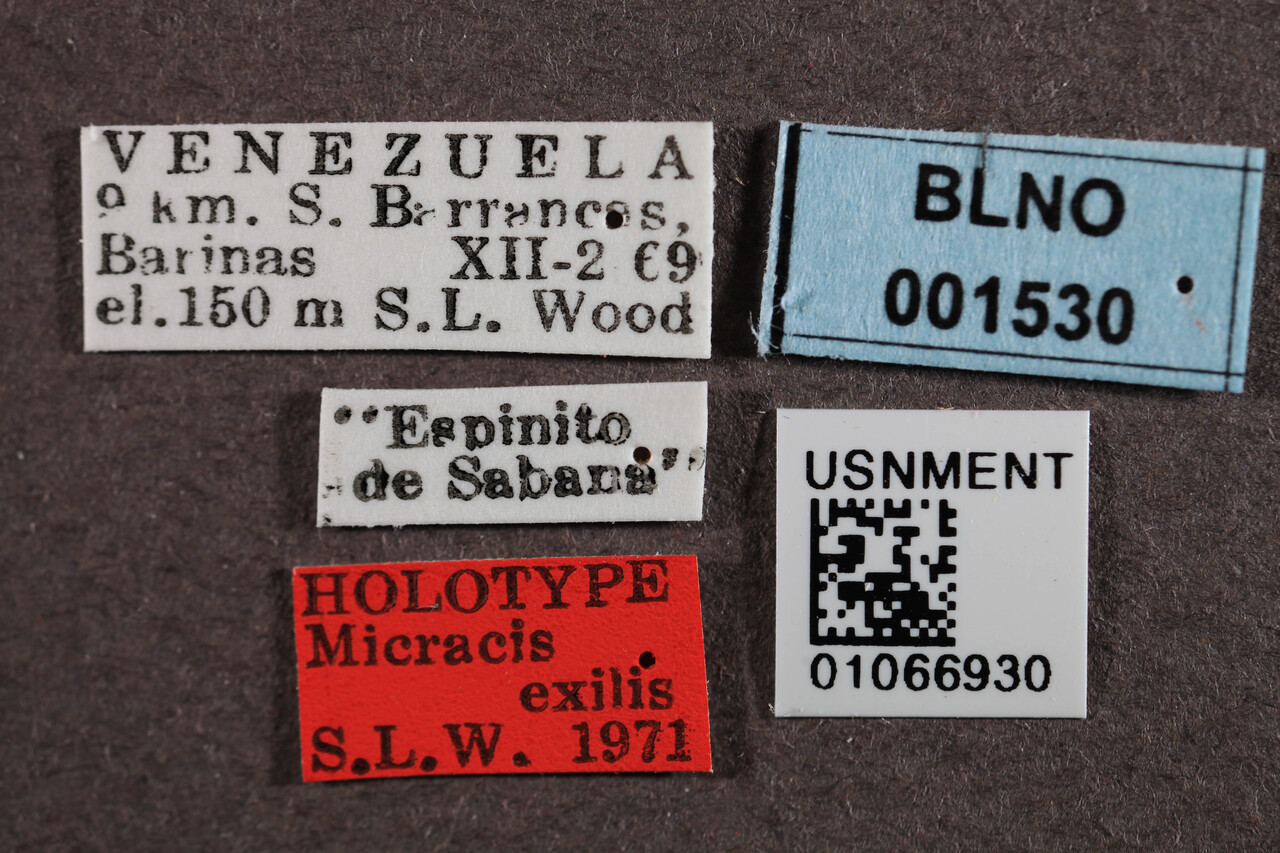 VENEZUELA
9 km. S. Barrancas,
Barinas XII-2 69
el.150 m S.L. Wood
"Espinito
de Sabana"
HOLOTYPE
Micracis
exilis
S.L.W. 1971
BLNO
001530
USNMENT
01066930